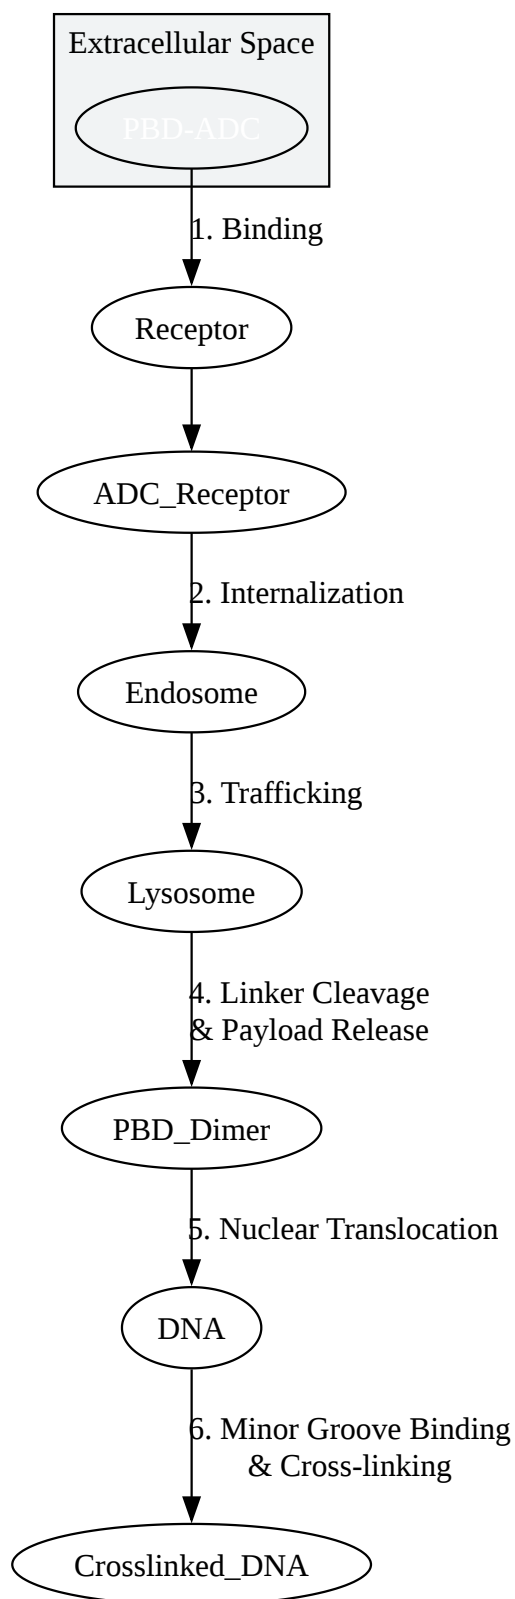 Extracellular Space
PBD-ADC
1. Binding
Receptor
ADC_Receptor
2. Internalization
Endosome
3. Trafficking
Lysosome
4. Linker Cleavage
& Payload Release
PBD_Dimer
5. Nuclear Translocation
DNA
6. Minor Groove Binding
& Cross-linking
Crosslinked_DNA